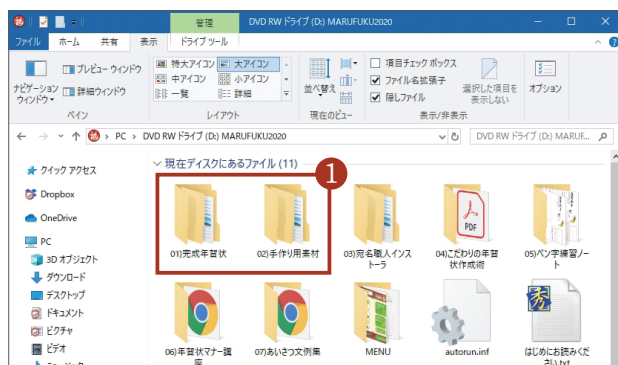 管理
DVD RW ドライブ (D:) MARUFUKU2020
ファイル
ホーム
共有
表示
ドライブ ツール
ナビゲーション
ウィンドウ
プレビュー ウィンドウ
詳細ウィンドウ
ペイン
特大アイコン
大アイコン
中アイコン
小アイコン
一覧
詳細
レイアウト
並べ替え
現在のビュー
項目チェック ボックス
ファイル名拡張子
隠しファイル
選択した項目を
表示しない
表示/非表示
オプション
PC > DVD RW ドライブ (D:) MARUFUKU2020
DVD RW ドライブ (D:) MARUF...
クイック アクセス
Dropbox
OneDrive
PC
3D オブジェクト
ダウンロード
デスクトップ
ドキュメント
ピクチャ
ビデオ
現在ディスクにあるファイル (11)
1
01)完成年賀状
02)手作り用素材
03)宛名職人インス
トーラ
PDF
04)こだわりの年賀
状作成術
05)ペン字練習ノー
ト
06)年賀状マナー講
座
07)あいさつ文例集
MENU
autorun.inf
秀
はじめにお読みくだ
さい.txt